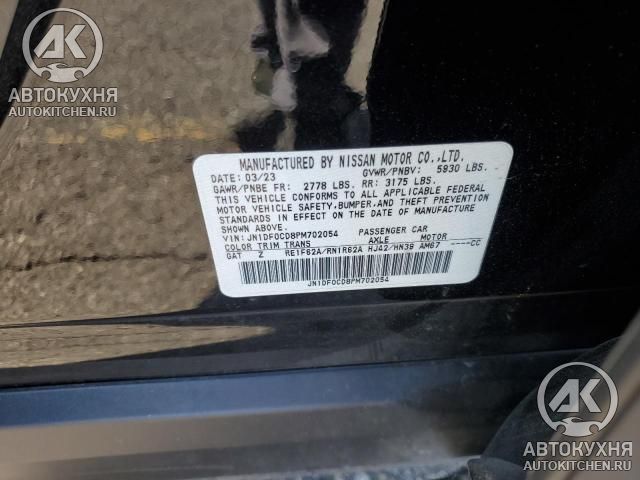 АК
АВТОКУХНЯ
AUTOKITCHEN.RU
MANUFACTURED BY NISSAN MOTOR CO.,LTD.
DATE: 03/23 GVWR/PNBV: 5930 LBS.
GAWR/PNBE FR: 2778 LBS. RR: 3175 LBS.
THIS VEHICLE CONFORMS TO ALL APPLICABLE FEDERAL
MOTOR VEHICLE SAFETY,BUMPER,AND THEFT PREVENTION
STANDARDS IN EFFECT ON THE DATE OF MANUFACTURE
SHOWN ABOVE.
VIN: JN1DF0CD8PM702054 PASSENGER CAR
COLOR TRIM TRANS AXLE MOTOR
GAT Z RE1F62A/RN1R62A HJ42/HN39 AM67 ----CC
JN1DF0CD8PM702054
АК
АВТОКУХНЯ
AUTOKITCHEN.RU